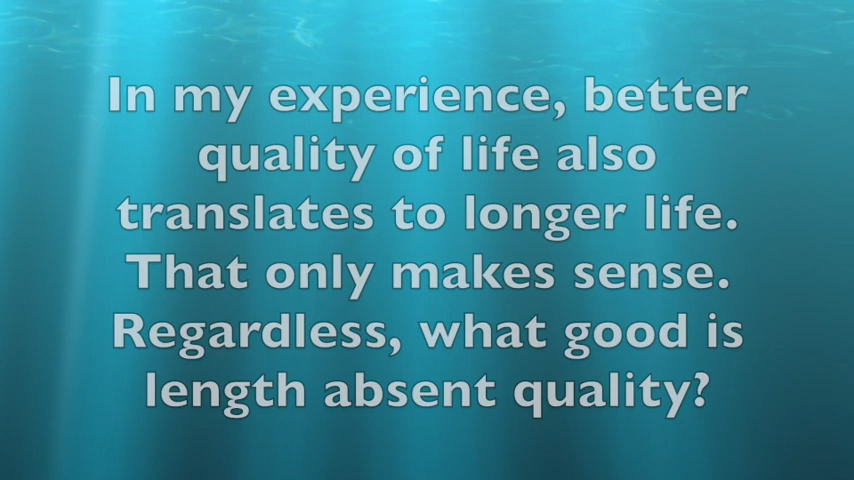 In my experience, better
quality of life also
translates to longer life.
That only makes sense.
Regardless, what good is
length absent quality?